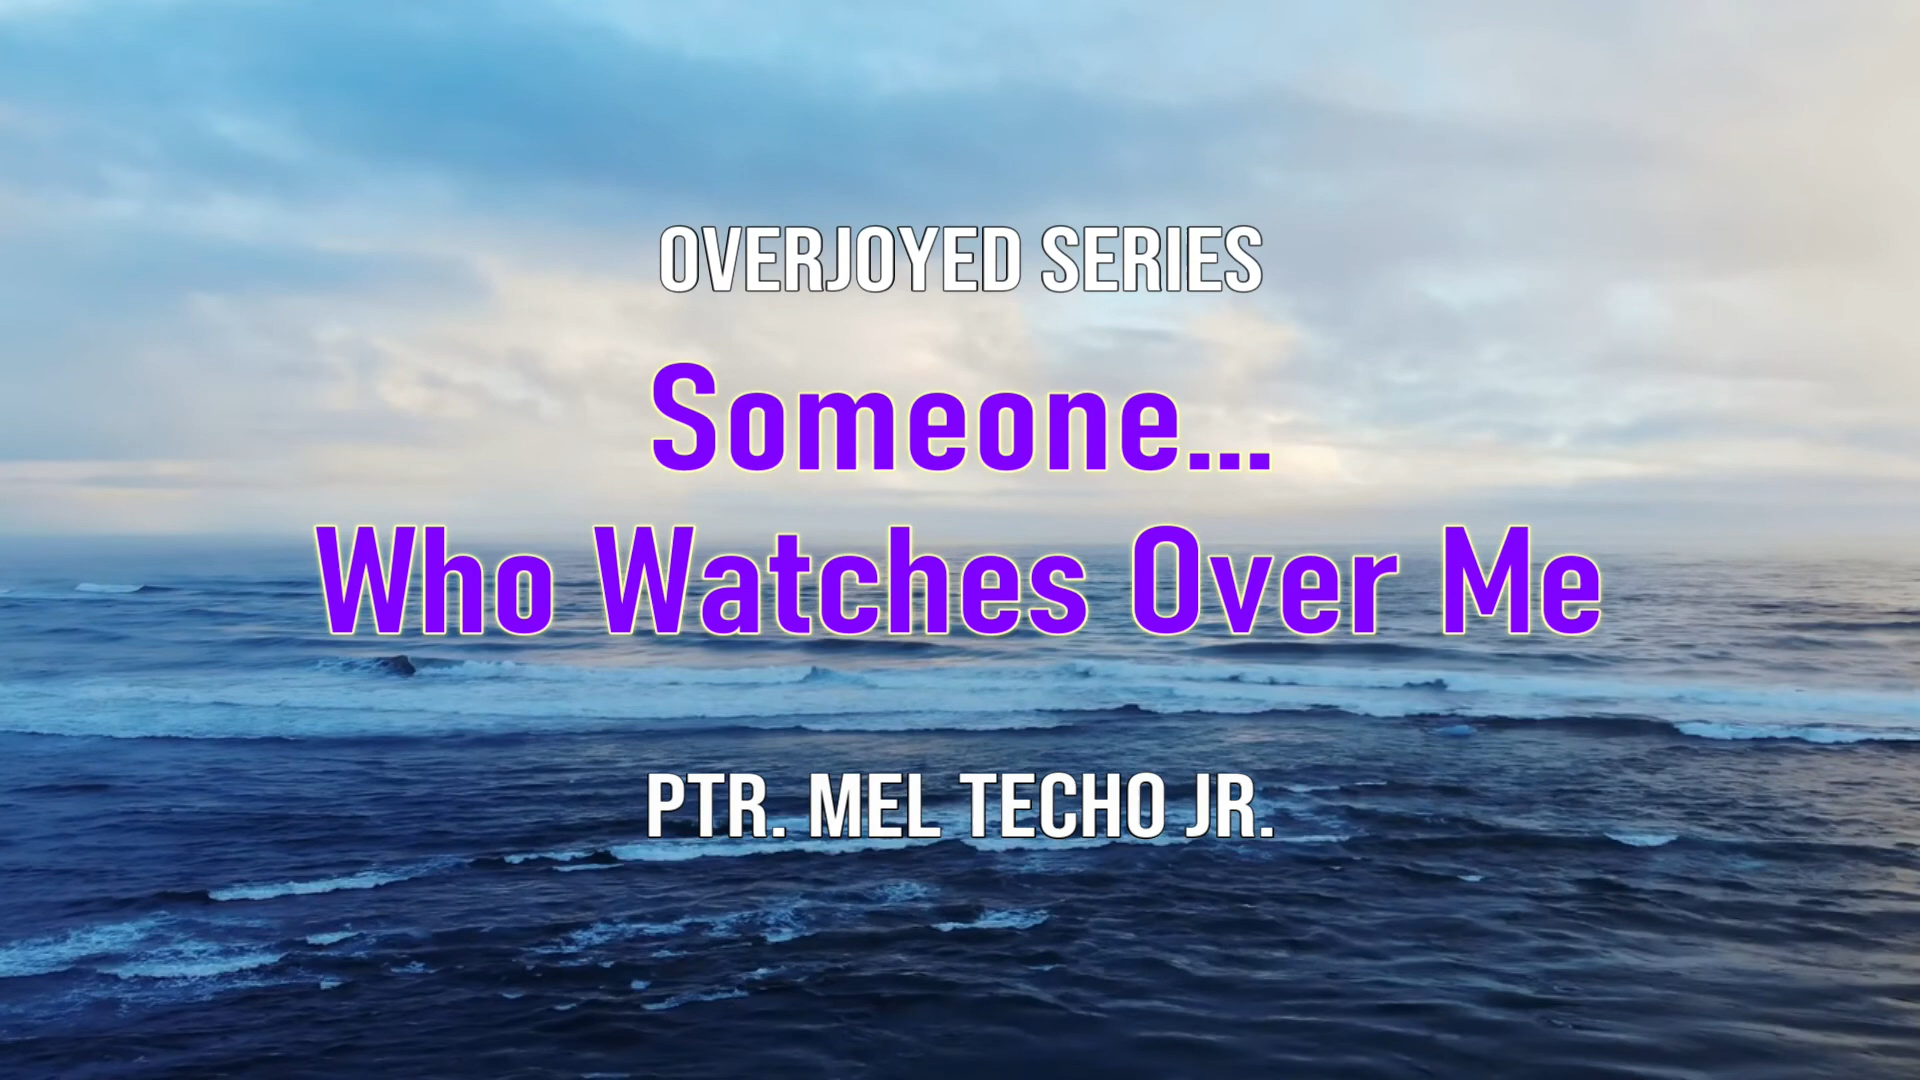 OVERJOYED SERIES
Someone...
Who Watches Over Me
PTR. MEL TECHO JR.